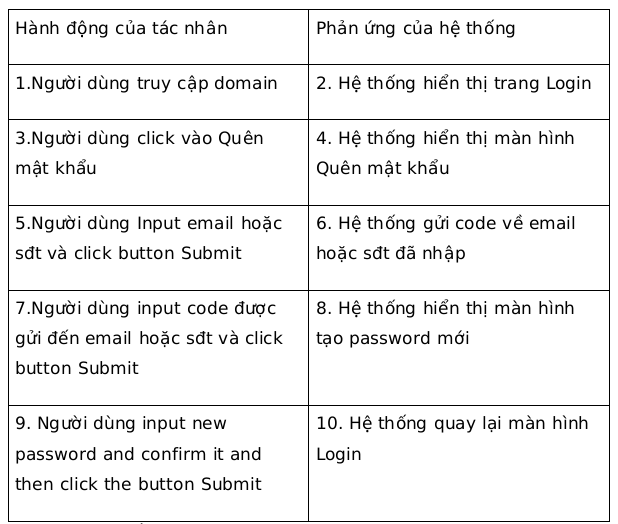 Hành động của tác nhân
Phản ứng của hệ thống
1.Người dùng truy cập domain
2. Hệ thống hiển thị trang Login
3.Người dùng click vào Quên
mật khẩu
4. Hệ thống hiển thị màn hình
Quên mật khẩu
5.Người dùng Input email hoặc
sđt và click button Submit
6. Hệ thống gửi code về email
hoặc sđt đã nhập
7.Người dùng input code được
gửi đến email hoặc sđt và click
button Submit
8. Hệ thống hiển thị màn hình
tạo password mới
9. Người dùng input new
password and confirm it and
then click the button Submit
10. Hệ thống quay lại màn hình
Login